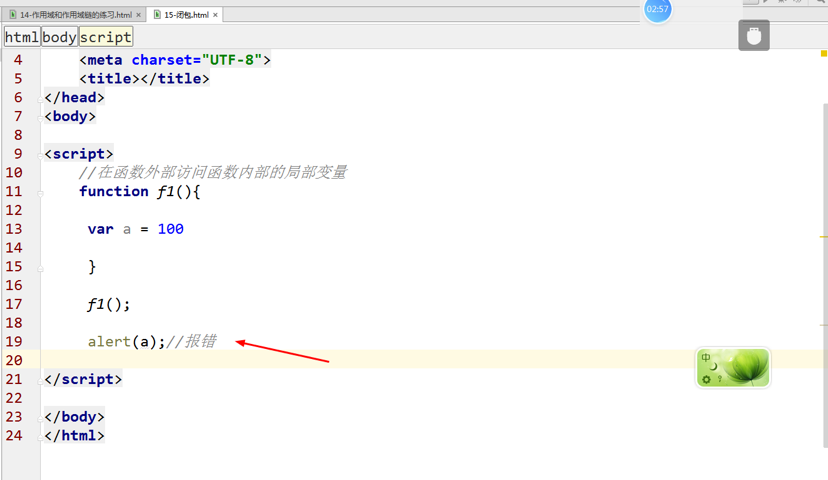 14-作用域和作用域链的练习.html × 15-闭包.html ×
02:57
html body script
4 <meta charset="UTF-8">
5 <title></title>
6 </head>
7 <body>
8
9 <script>
10 //在函数外部访问函数内部的局部变量
11 function f1(){
12
13 var a = 100
14
15 }
16
17 f1();
18
19 alert(a);//报错
20
21 </script>
22
23 </body>
24 </html>
中
?